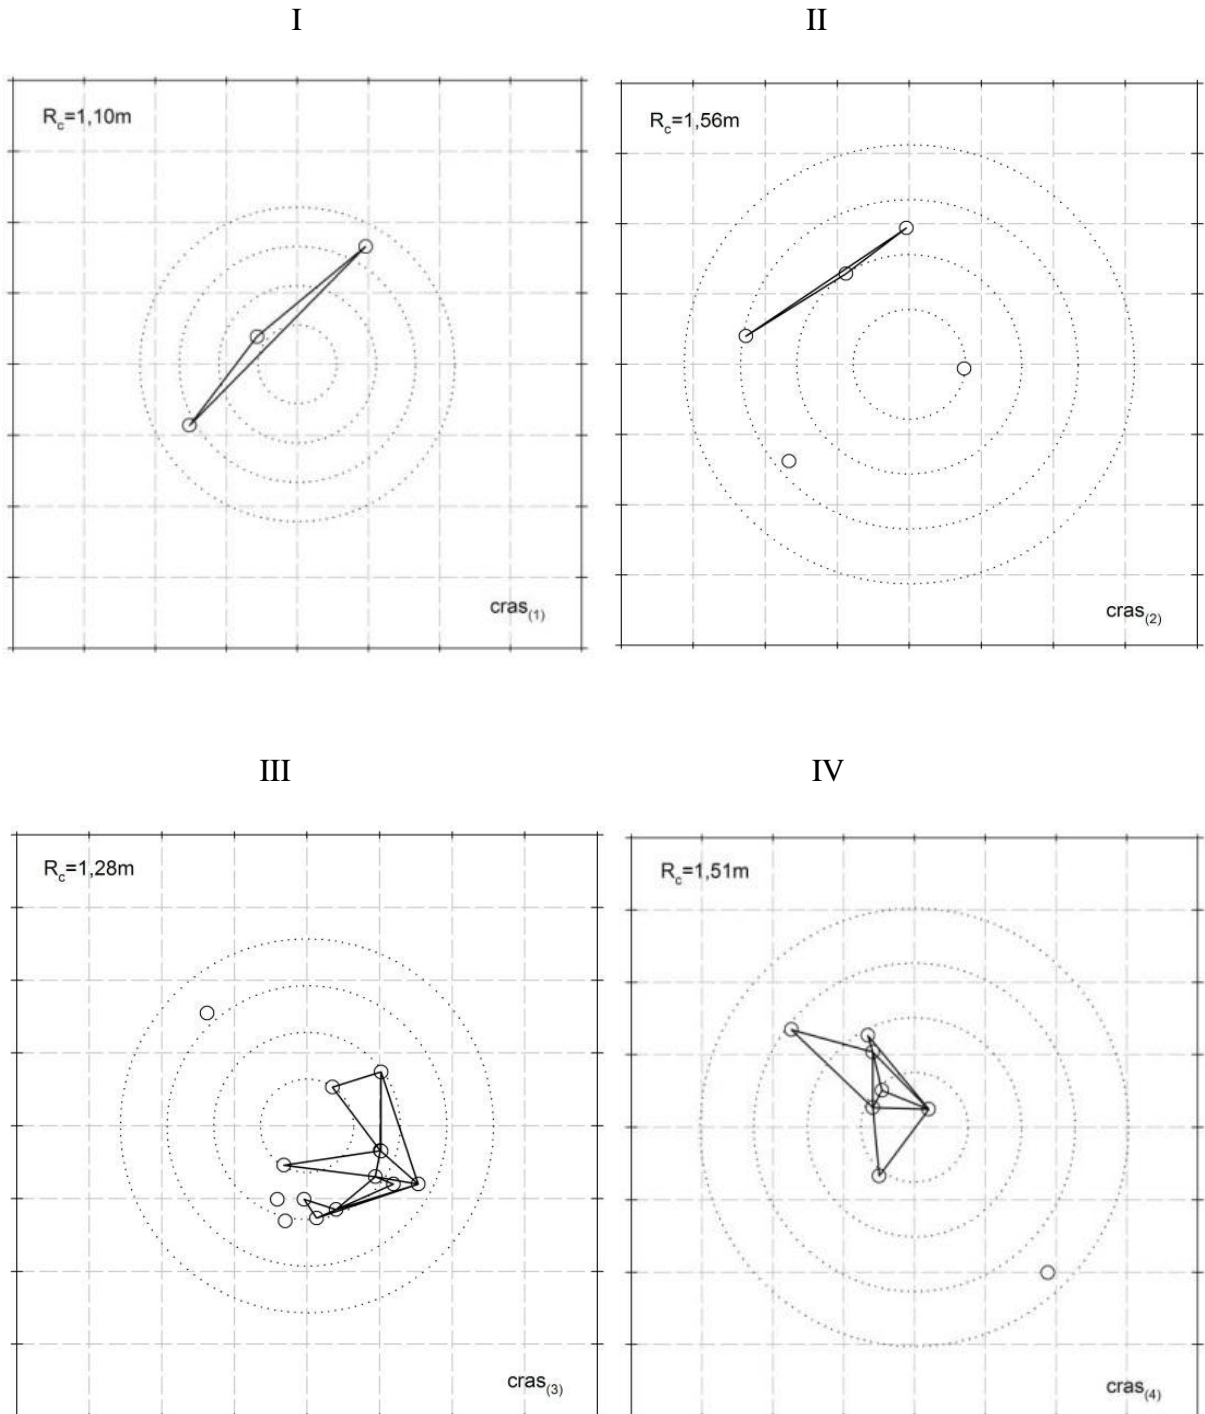 I
II
R_c=1,10m
R_c=1,56m
cras_(1)
cras_(2)
III
IV
R_c=1,28m
R_c=1,51m
cras_(3)
cras_(4)